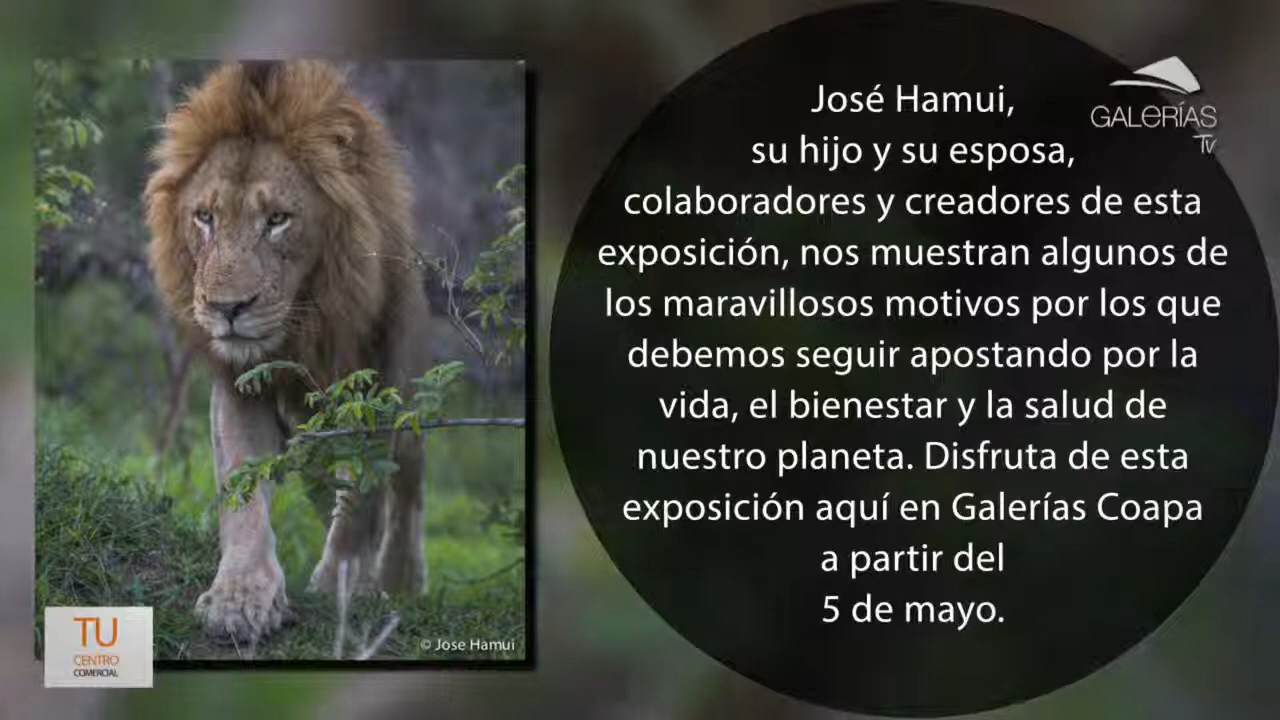 José Hamui,
su hijo y su esposa,
colaboradores y creadores de esta
exposición, nos muestran algunos de
los maravillosos motivos por los que
debemos seguir apostando por la
vida, el bienestar y la salud de
nuestro planeta. Disfruta de esta
exposición aquí en Galerías Coapa
a partir del
5 de mayo.
GALERÍAS
Tv
© Jose Hamui
TU
CENTRO
COMERCIAL